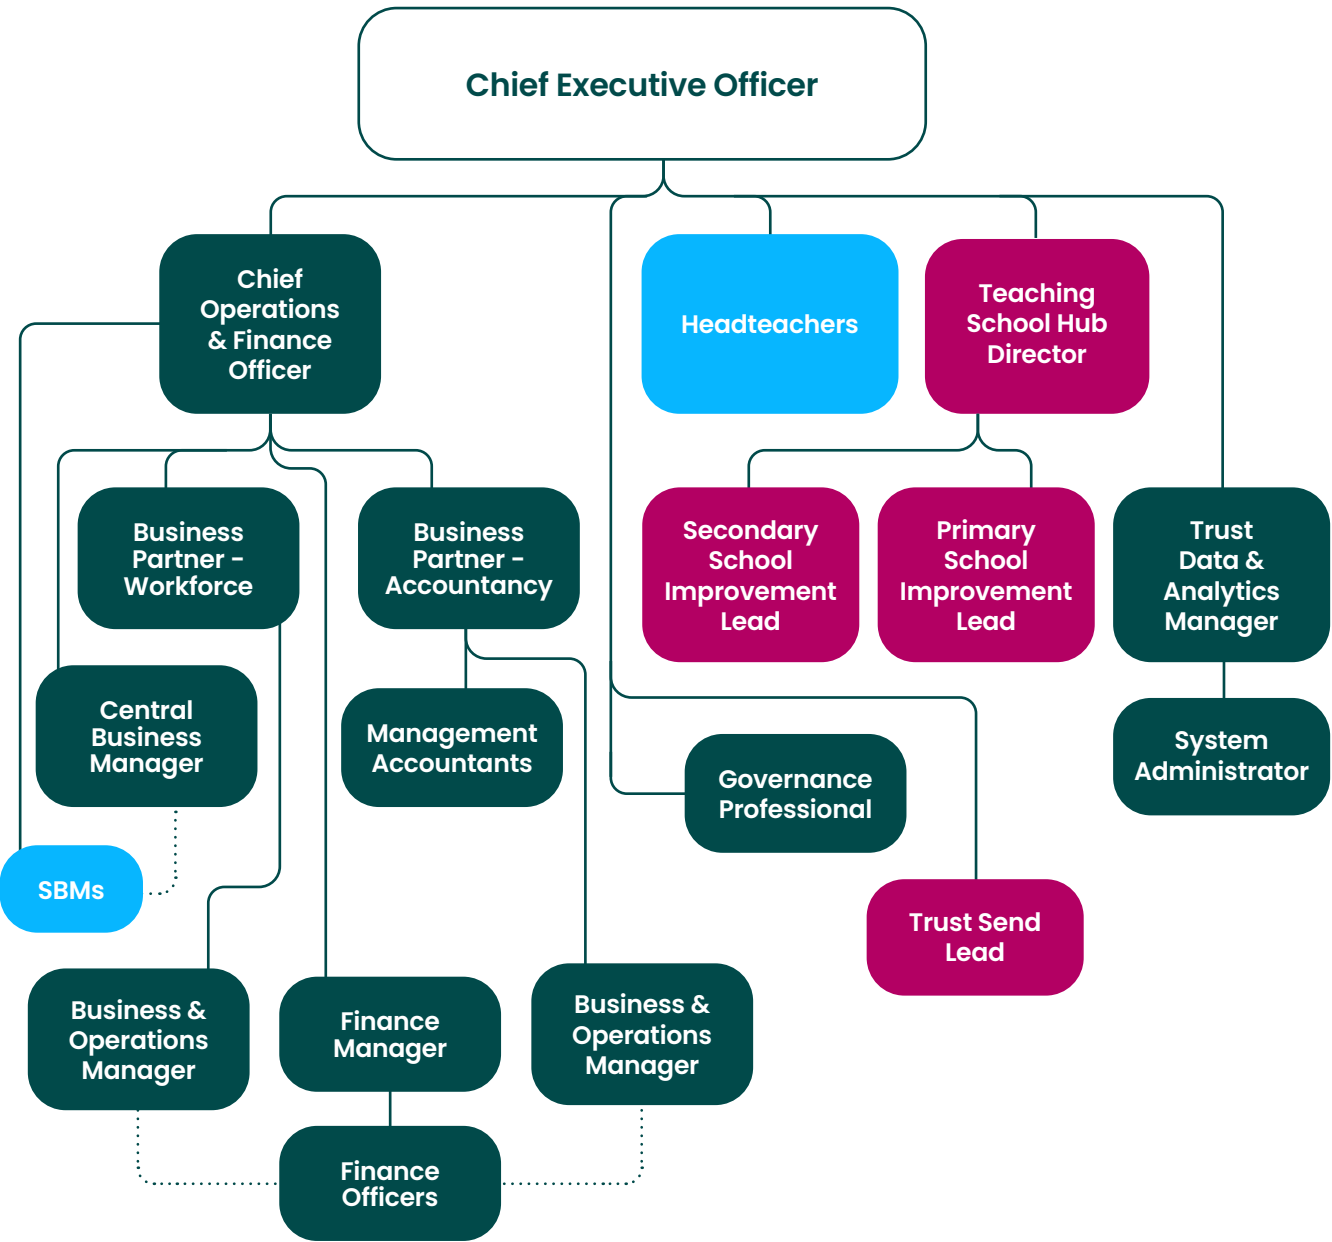 Chief Executive Officer
Chief
Operations
& Finance
Officer
Headteachers
Teaching
School Hub
Director
Business
Partner -
Workforce
Business
Partner -
Accountancy
Secondary
School
Improvement
Lead
Primary
School
Improvement
Lead
Trust
Data &
Analytics
Manager
Central
Business
Manager
Management
Accountants
Governance
Professional
System
Administrator
SBMs
Trust Send
Lead
Business &
Operations
Manager
Finance
Manager
Business &
Operations
Manager
Finance
Officers